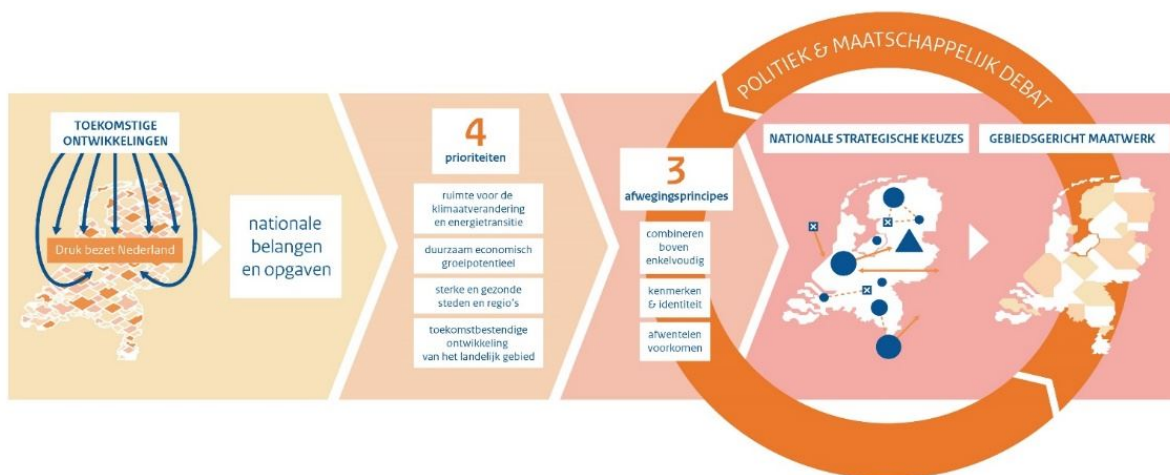 POLITIEK & MAATSCHAPPELIJK DEBAT
TOEKOMSTIGE
ONTWIKKELINGEN
Druk bezet Nederland
nationale
belangen
en opgaven
4
prioriteiten
ruimte voor de
klimaatverandering
en energietransitie
duurzaam economisch
groeipotentieel
sterke en gezonde
steden en regio's
toekomstbestendige
ontwikkeling
van het landelijk gebied
3
afwegingsprincipes
combineren
boven
enkelvoudig
kenmerken
& identiteit
afwentelen
voorkomen
NATIONALE STRATEGISCHE KEUZES
GEBIEDSGERICHT MAATWERK